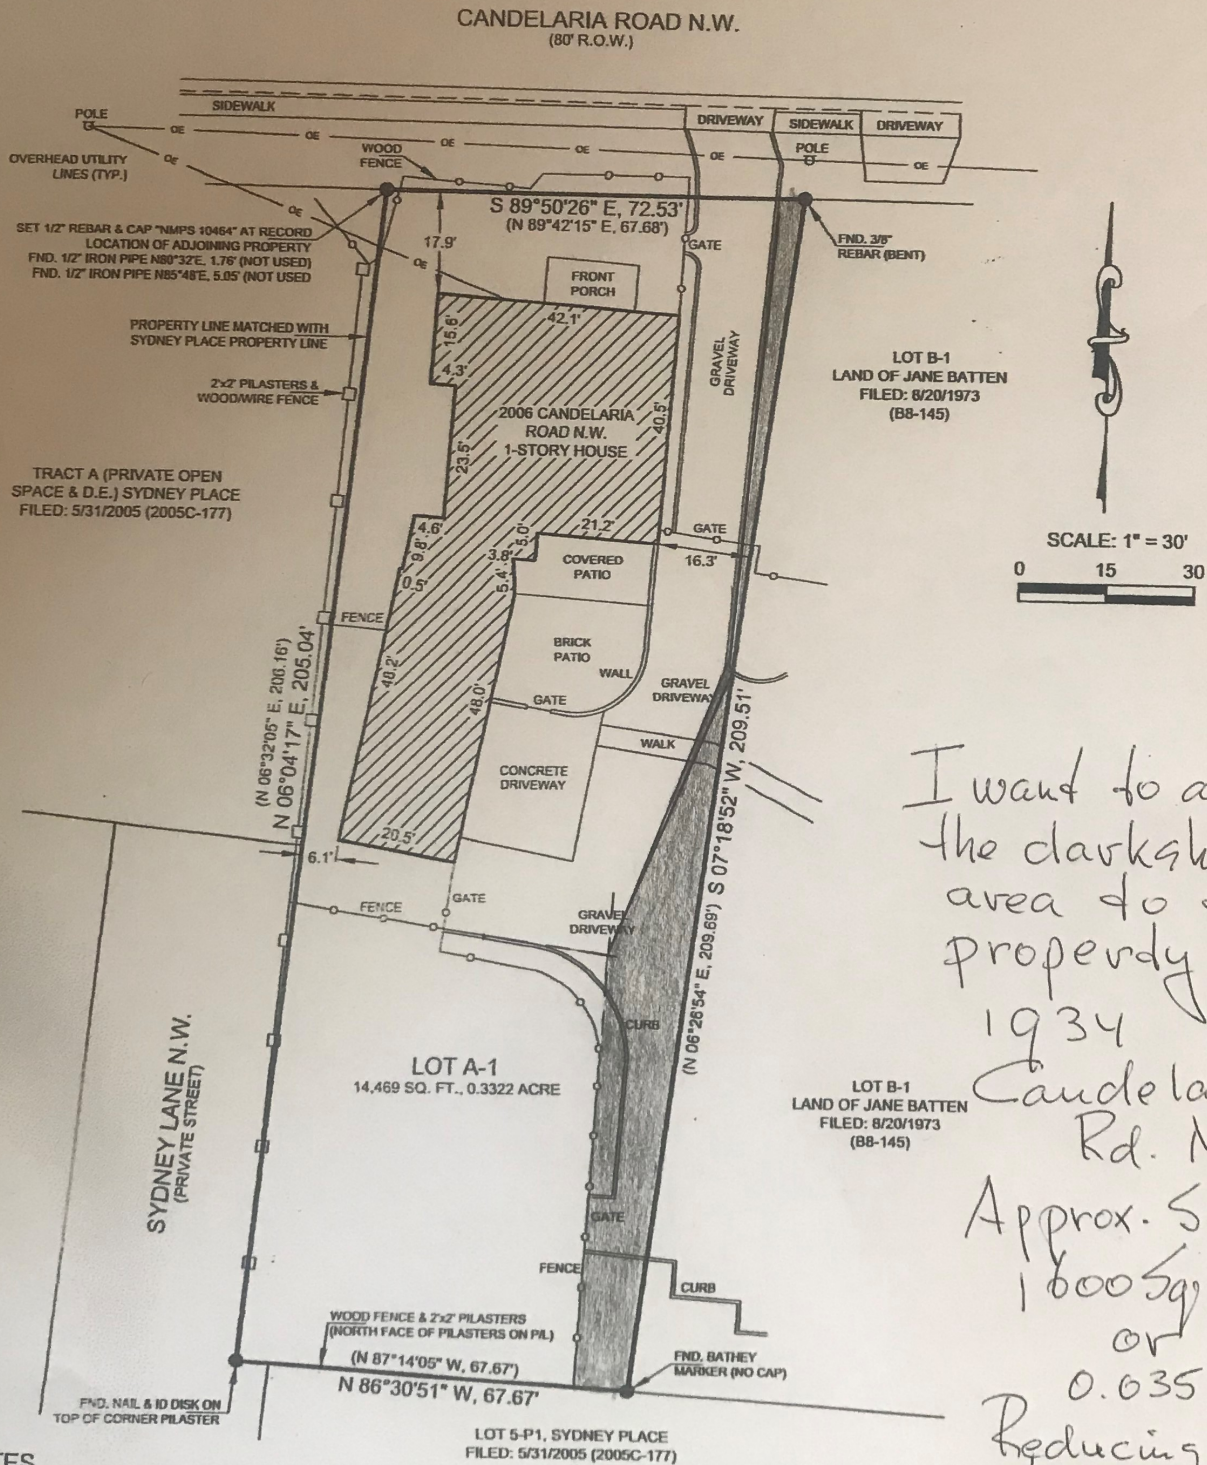 CANDELARIA ROAD N.W.
(80' R.O.W.)
SIDEWALK
DRIVEWAY
SIDEWALK
DRIVEWAY
POLE
OE
OE
OE
OE
OE
POLE
OE
OVERHEAD UTILITY
LINES (TYP.)
OE
OE
OE
WOOD
FENCE
S 89°50'26" E, 72.53'
(N 89°42'15" E, 67.68')
SET 1/2" REBAR & CAP "NMPS 10464" AT RECORD
LOCATION OF ADJOINING PROPERTY
FND. 1/2" IRON PIPE N80°32'E, 1.76' (NOT USED)
FND. 1/2" IRON PIPE N85°48'E, 5.05' (NOT USED
17.9'
GATE
FND. 3/8"
REBAR (BENT)
FRONT
PORCH
42.1'
15.6'
PROPERTY LINE MATCHED WITH
SYDNEY PLACE PROPERTY LINE
GRAVEL
DRIVEWAY
4.3'
2'x2' PILASTERS &
WOOD/WIRE FENCE
LOT B-1
LAND OF JANE BATTEN
FILED: 8/20/1973
(B8-145)
2006 CANDELARIA
ROAD N.W.
1-STORY HOUSE
40.5'
23.5'
TRACT A (PRIVATE OPEN
SPACE & D.E.) SYDNEY PLACE
FILED: 5/31/2005 (2005C-177)
4.6'
9.8'
0.5'
21.2'
5.0'
3.8'
5.4'
GATE
16.3'
COVERED
PATIO
SCALE: 1" = 30'
0 15 30
FENCE
BRICK
PATIO
WALL
GATE
GRAVEL
DRIVEWAY
(N 06°32'05" E, 206.16')
N 06°04'17" E, 205.04'
48.2'
48.0'
WALK
CONCRETE
DRIVEWAY
S 07°18'52" W, 209.51'
(N 06°26'54" E, 209.69')
20.5'
6.1'
FENCE
GATE
GRAVEL
DRIVEWAY
CURB
LOT A-1
14,469 SQ. FT., 0.3322 ACRE
SYDNEY LANE N.W.
(PRIVATE STREET)
LOT B-1
LAND OF JANE BATTEN
FILED: 8/20/1973
(B8-145)
GATE
FENCE
CURB
WOOD FENCE & 2'x2' PILASTERS
(NORTH FACE OF PILASTERS ON P/L)
(N 87°14'05" W, 67.67')
N 86°30'51" W, 67.67'
FND. BATHEY
MARKER (NO CAP)
FND. NAIL & ID DISK ON
TOP OF CORNER PILASTER
LOT 5-P1, SYDNEY PLACE
FILED: 5/31/2005 (2005C-177)
I want to a
the darksh
area to
property
1934
Candela
Rd. N
Approx. S
1600 Sq
or
0.035
Reducing
TES